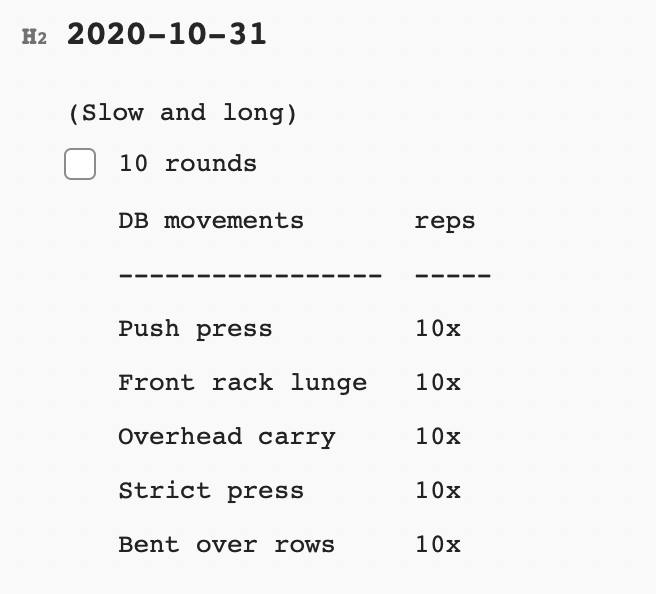 H2 2020-10-31
(Slow and long)
10 rounds
DB movements reps
----------------- -----
Push press 10x
Front rack lunge 10x
Overhead carry 10x
Strict press 10x
Bent over rows 10x